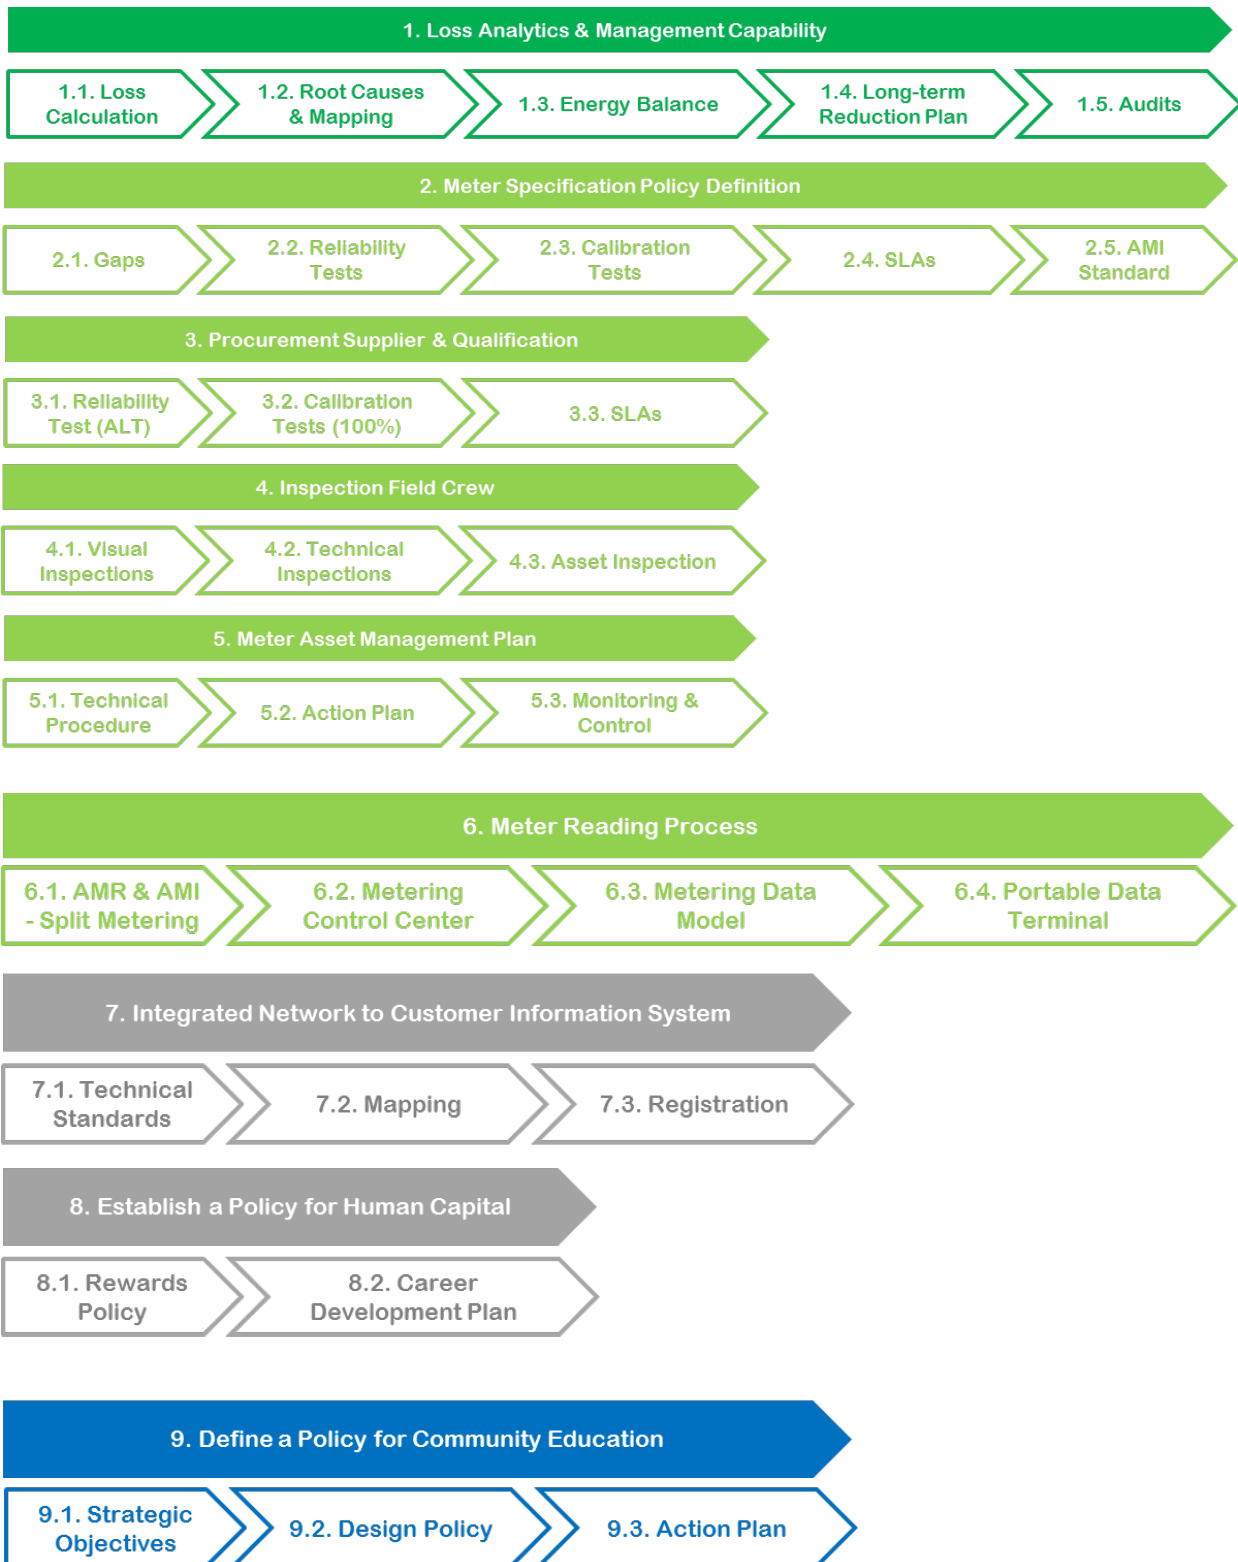 1. Loss Analytics & Management Capability
1.1. Loss
Calculation
1.2. Root Causes
& Mapping
1.3. Energy Balance
1.4. Long-term
Reduction Plan
1.5. Audits
2. Meter Specification Policy Definition
2.1. Gaps
2.2. Reliability
Tests
2.3. Calibration
Tests
2.4. SLAs
2.5. AMI
Standard
3. Procurement Supplier & Qualification
3.1. Reliability
Test (ALT)
3.2. Calibration
Tests (100%)
3.3. SLAs
4. Inspection Field Crew
4.1. Visual
Inspections
4.2. Technical
Inspections
4.3. Asset Inspection
5. Meter Asset Management Plan
5.1. Technical
Procedure
5.2. Action Plan
5.3. Monitoring &
Control
6. Meter Reading Process
6.1. AMR & AMI
- Split Metering
6.2. Metering
Control Center
6.3. Metering Data
Model
6.4. Portable Data
Terminal
7. Integrated Network to Customer Information System
7.1. Technical
Standards
7.2. Mapping
7.3. Registration
8. Establish a Policy for Human Capital
8.1. Rewards
Policy
8.2. Career
Development Plan
9. Define a Policy for Community Education
9.1. Strategic
Objectives
9.2. Design Policy
9.3. Action Plan